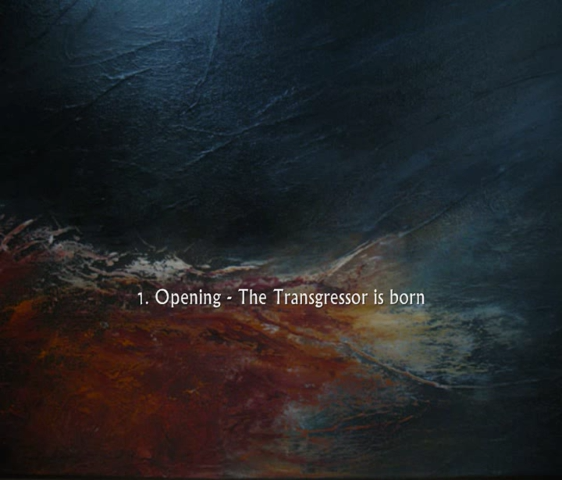 1. Opening - The Transgressor is born